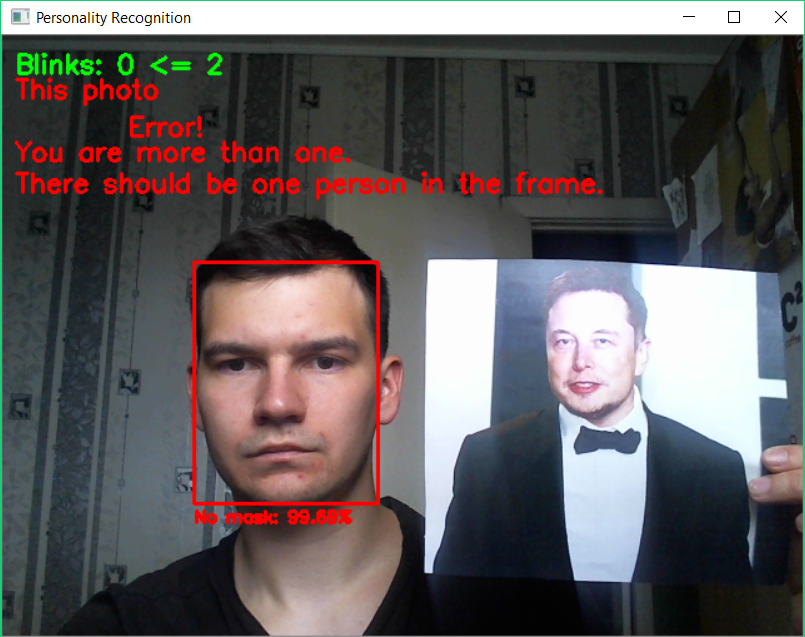 Personality Recognition
Blinks: 0 <= 2
This photo
Error!
You are more than one.
There should be one person in the frame.
No mask: 99.69%